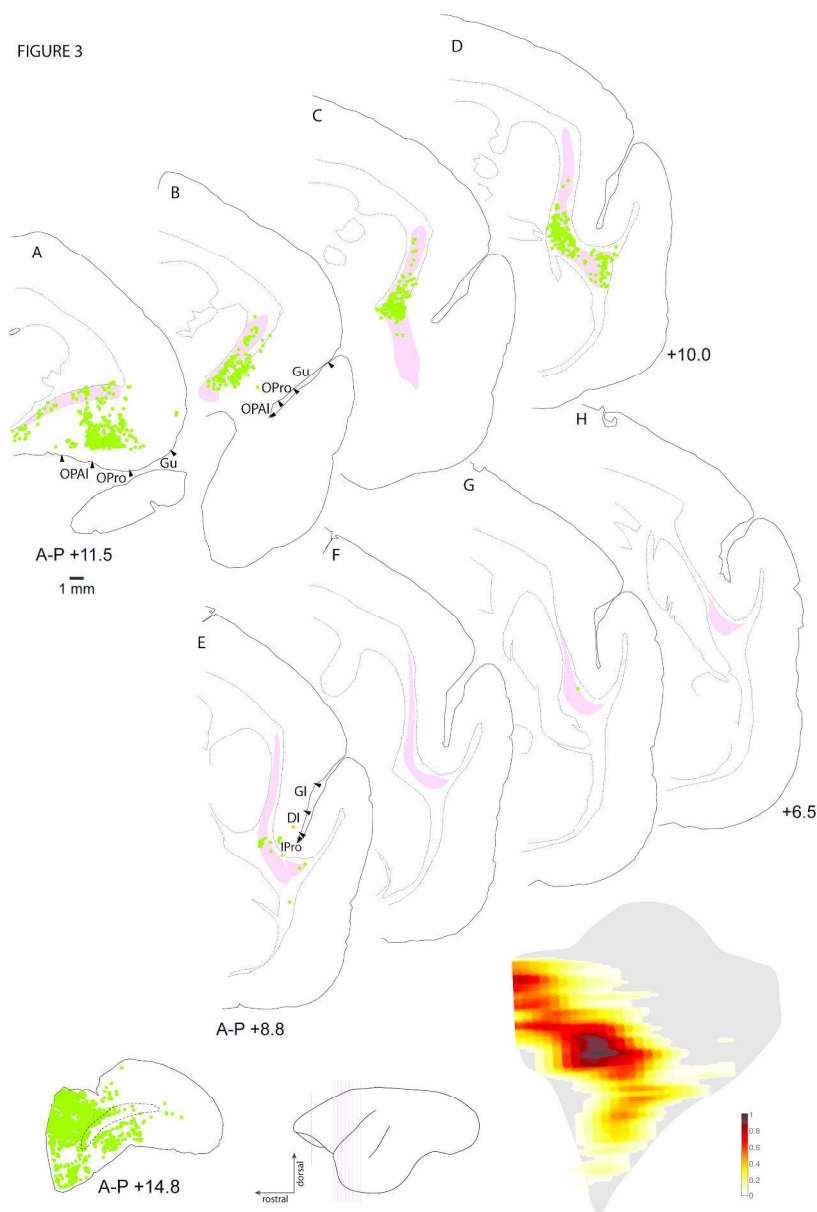 FIGURE 3
D
C
B
A
+10.0
Gu
OPro
OPAl
H
Gu
OPAl
OPro
G
A-P +11.5
F
1 mm
E
GI
DI
+6.5
IPro
A-P +8.8
A-P +14.8
dorsal
rostral
1
0.8
0.6
0.4
0.2
0